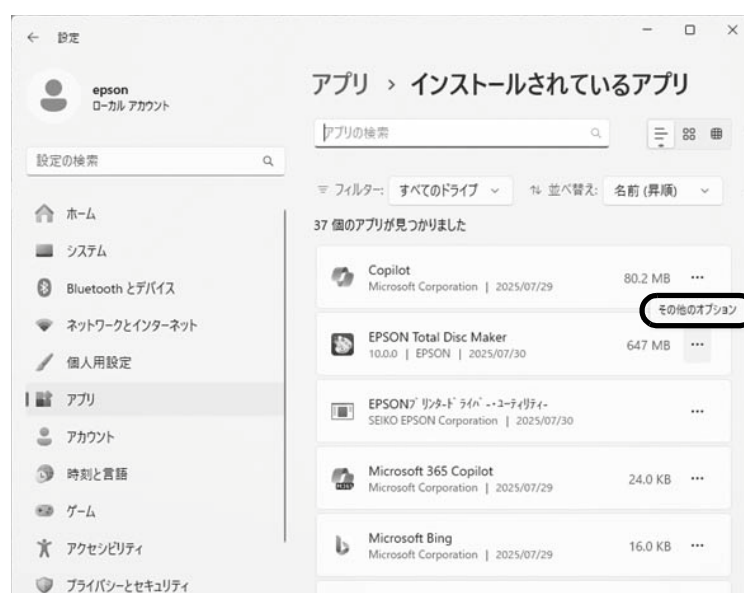 ← 設定
epson
ローカル アカウント
設定の検索
ホーム
システム
Bluetooth とデバイス
ネットワークとインターネット
個人用設定
アプリ
アカウント
時刻と言語
ゲーム
アクセシビリティ
プライバシーとセキュリティ
アプリ › インストールされているアプリ
アプリの検索
フィルター: すべてのドライブ 並べ替え: 名前 (昇順)
37 個のアプリが見つかりました
Copilot
Microsoft Corporation | 2025/07/29
80.2 MB
その他のオプション
EPSON Total Disc Maker
10.0.0 | EPSON | 2025/07/30
647 MB
EPSONプリンタードライバー・ユーティリティー
SEIKO EPSON Corporation | 2025/07/30
Microsoft 365 Copilot
Microsoft Corporation | 2025/07/29
24.0 KB
Microsoft Bing
Microsoft Corporation | 2025/07/29
16.0 KB